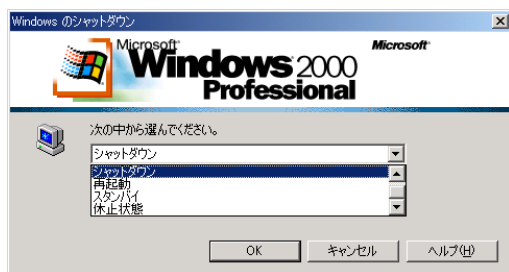 Windows のシャットダウン
Microsoft
Microsoft
Windows 2000
Professional
次の中から選んでください。
シャットダウン
シャットダウン
再起動
スタンバイ
休止状態
OK
キャンセル
ヘルプ(H)